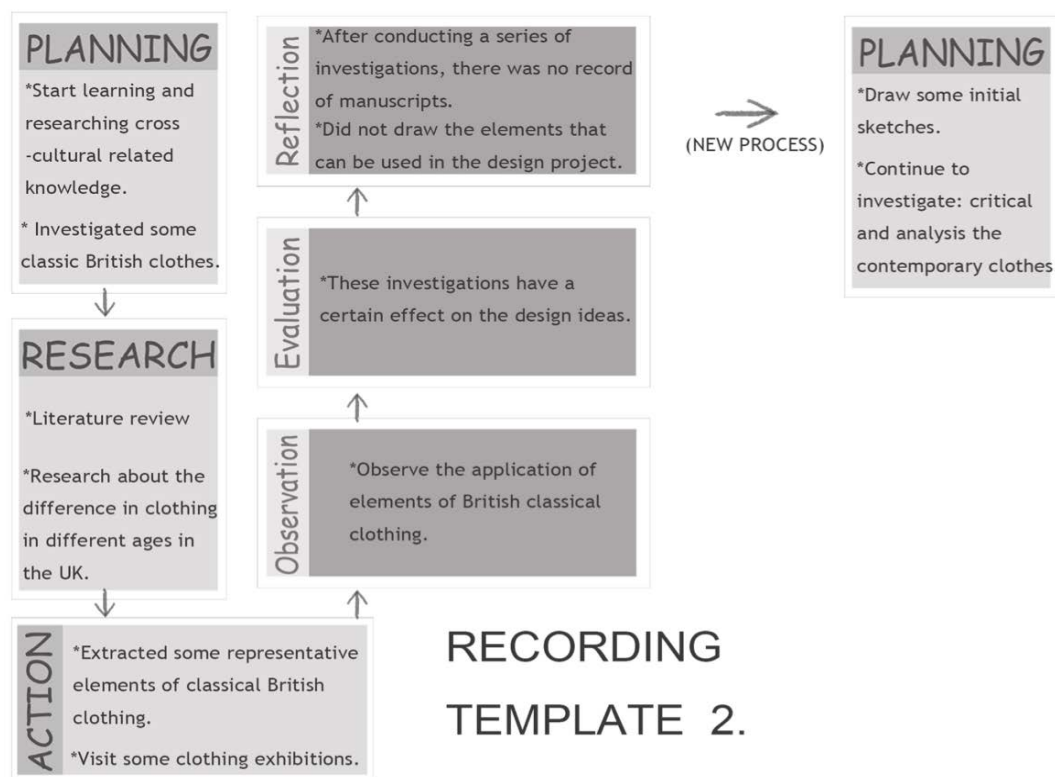 PLANNING
*Start learning and
researching cross
-cultural related
knowledge.
* Investigated some
classic British clothes.
RESEARCH
*Literature review
*Research about the
difference in clothing
in different ages in
the UK.
ACTION
*Extracted some representative
elements of classical British
clothing.
*Visit some clothing exhibitions.
Observation
*Observe the application of
elements of British classical
clothing.
Evaluation
*These investigations have a
certain effect on the design ideas.
Reflection
*After conducting a series of
investigations, there was no record
of manuscripts.
*Did not draw the elements that
can be used in the design project.
(NEW PROCESS)
PLANNING
*Draw some initial
sketches.
*Continue to
investigate: critical
and analysis the
contemporary clothes
RECORDING
TEMPLATE 2.